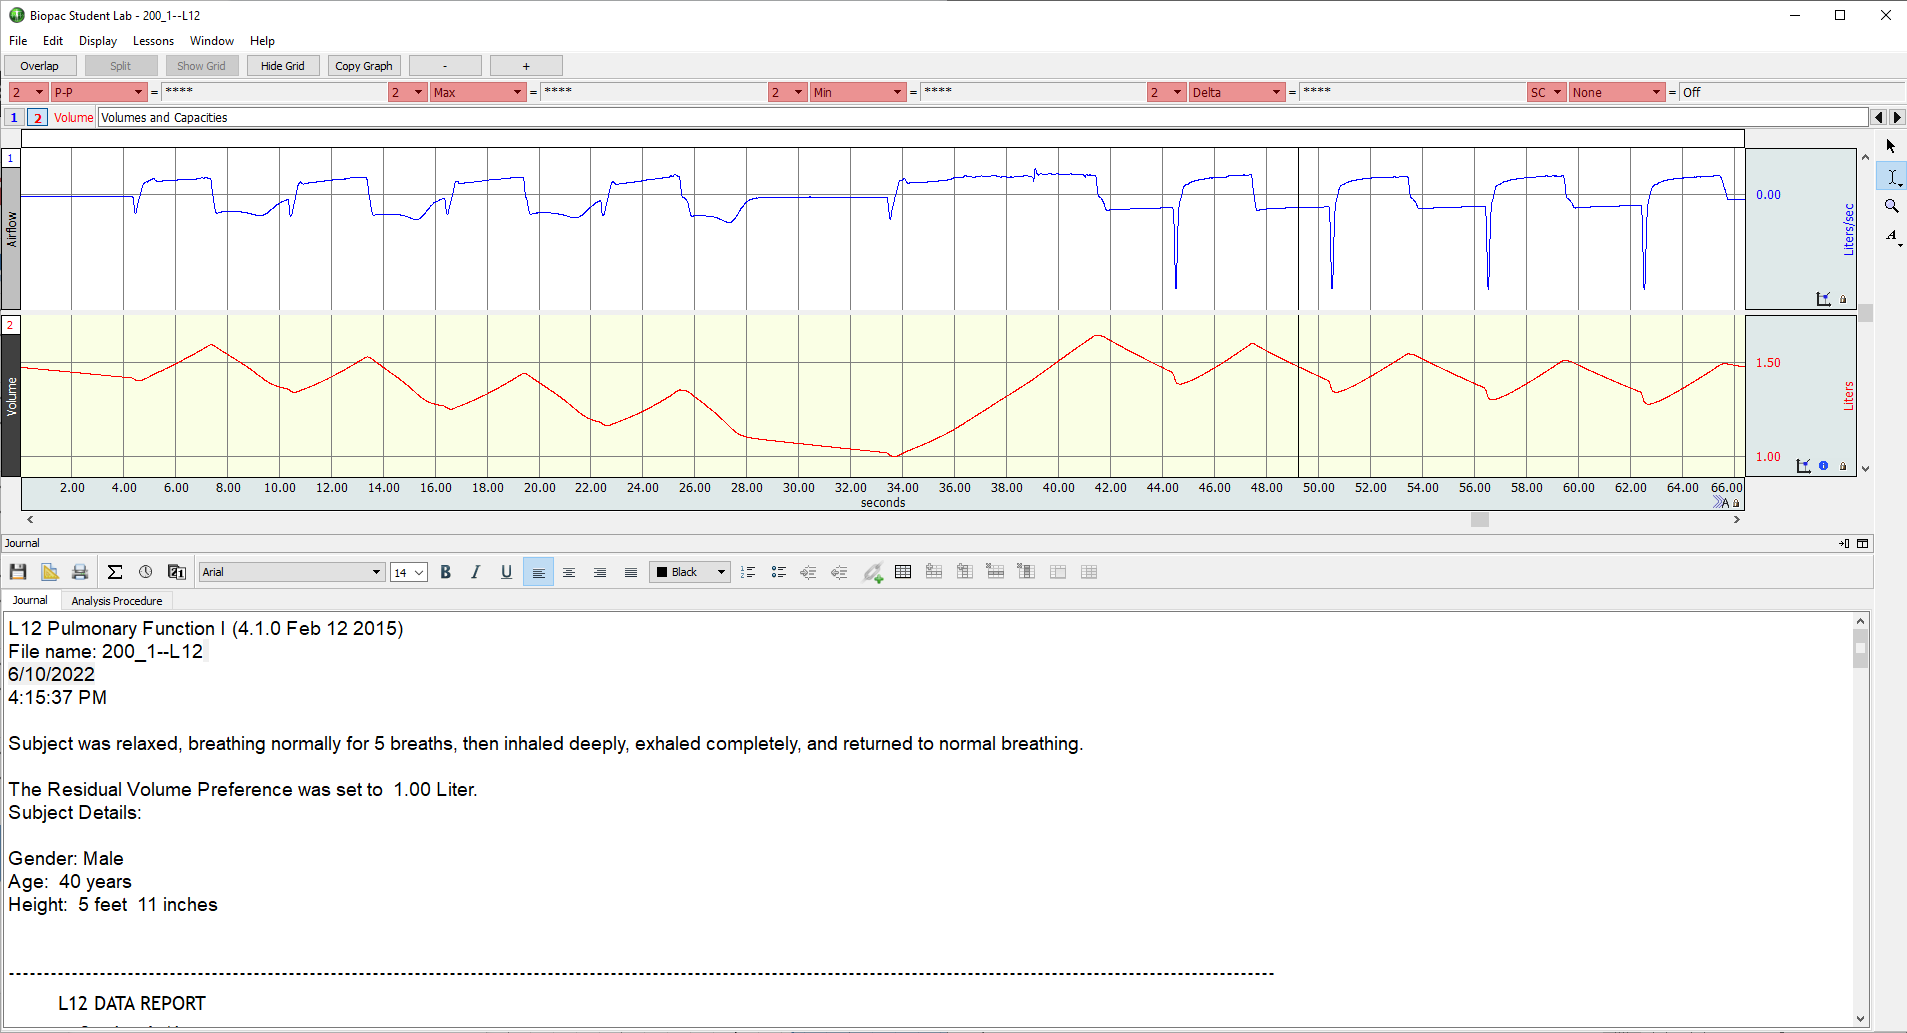 Biopac Student Lab - 200_1--L12
File Edit Display Lessons Window Help
Overlap Split Show Grid Hide Grid Copy Graph - +
2 P-P = **** 2 Max = **** 2 Min = **** 2 Delta = **** SC None = Off
1 2 Volume Volumes and Capacities
1
Airflow
0.00
Liters/sec
2
Volume
1.50
1.00
Liters
2.00 4.00 6.00 8.00 10.00 12.00 14.00 16.00 18.00 20.00 22.00 24.00 26.00 28.00 30.00 32.00 34.00 36.00 38.00 40.00 42.00 44.00 46.00 48.00 50.00 52.00 54.00 56.00 58.00 60.00 62.00 64.00 66.00
seconds
A
Journal
Arial 14 B I U Black
Journal Analysis Procedure
L12 Pulmonary Function I (4.1.0 Feb 12 2015)
File name: 200_1--L12
6/10/2022
4:15:37 PM
Subject was relaxed, breathing normally for 5 breaths, then inhaled deeply, exhaled completely, and returned to normal breathing.
The Residual Volume Preference was set to  1.00 Liter.
Subject Details:
Gender: Male
Age:  40 years
Height:  5 feet  11 inches
L12 DATA REPORT